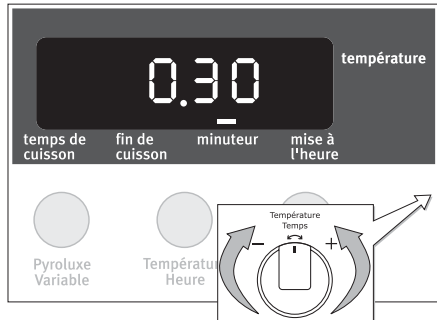 température
0.30
temps de cuisson
fin de cuisson
minuteur
mise à l'heure
Température
Temps
- +
Pyroluxe
Variable
Températur
Heure